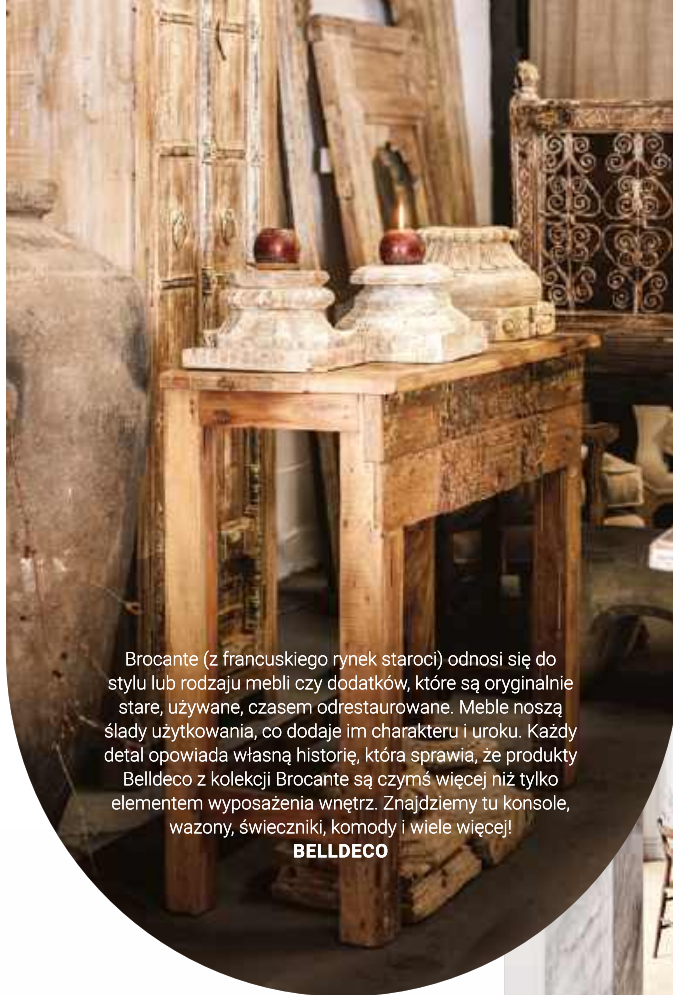 Brocante (z francuskiego rynek staroci) odnosi się do
stylu lub rodzaju mebli czy dodatków, które są oryginalnie
stare, używane, czasem odrestaurowane. Meble noszą
ślady użytkowania, co dodaje im charakteru i uroku. Każdy
detal opowiada własną historię, która sprawia, że produkty
Belldeco z kolekcji Brocante są czymś więcej niż tylko
elementem wyposażenia wnętrz. Znajdziemy tu konsole,
wazony, świeczniki, komody i wiele więcej!
BELLDECO